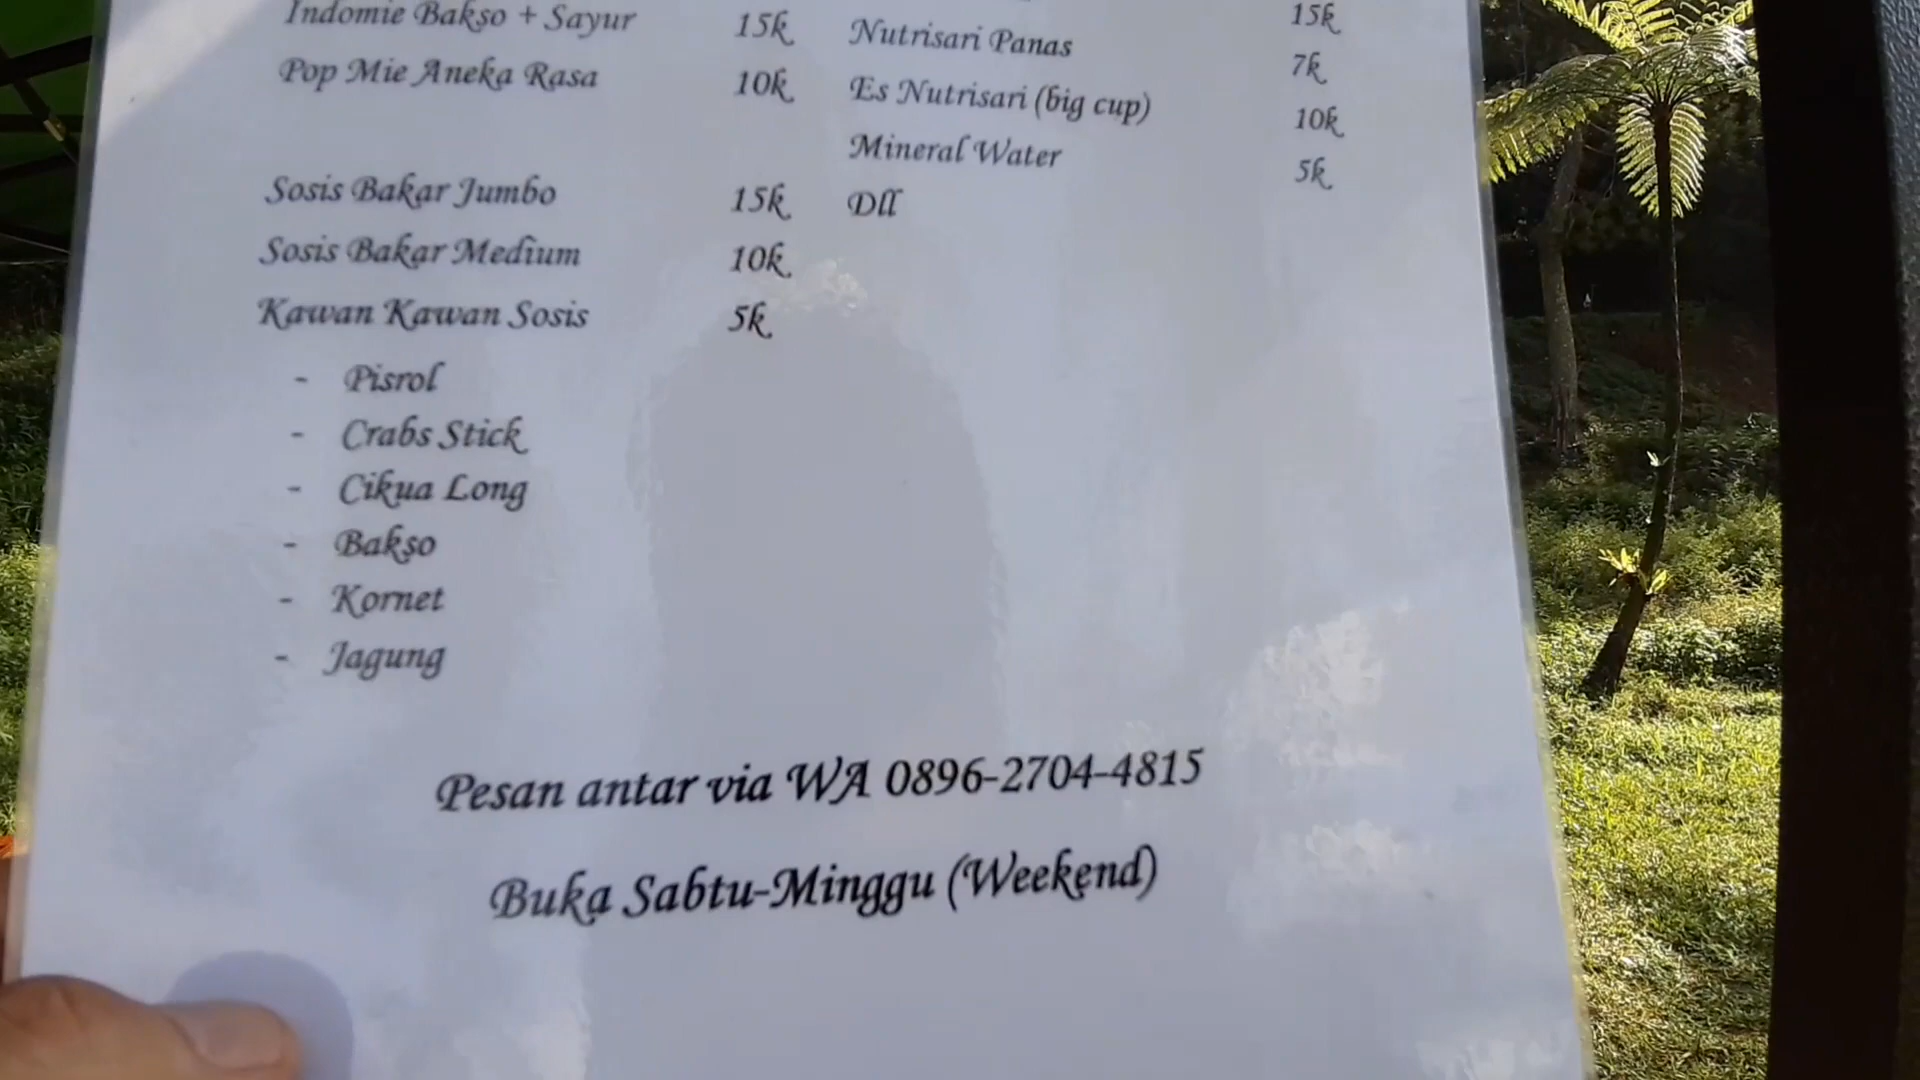 Indomie Bakso + Sayur 15k
Pop Mie Aneka Rasa 10k
Sosis Bakar Jumbo 15k
Sosis Bakar Medium 10k
Kawan Kawan Sosis 5k
- Pisrol
- Crabs Stick
- Cikua Long
- Bakso
- Kornet
- Jagung
15k
Nutrisari Panas 7k
Es Nutrisari (big cup) 10k
Mineral Water 5k
Dll
Pesan antar via WA 0896-2704-4815
Buka Sabtu-Minggu (Weekend)